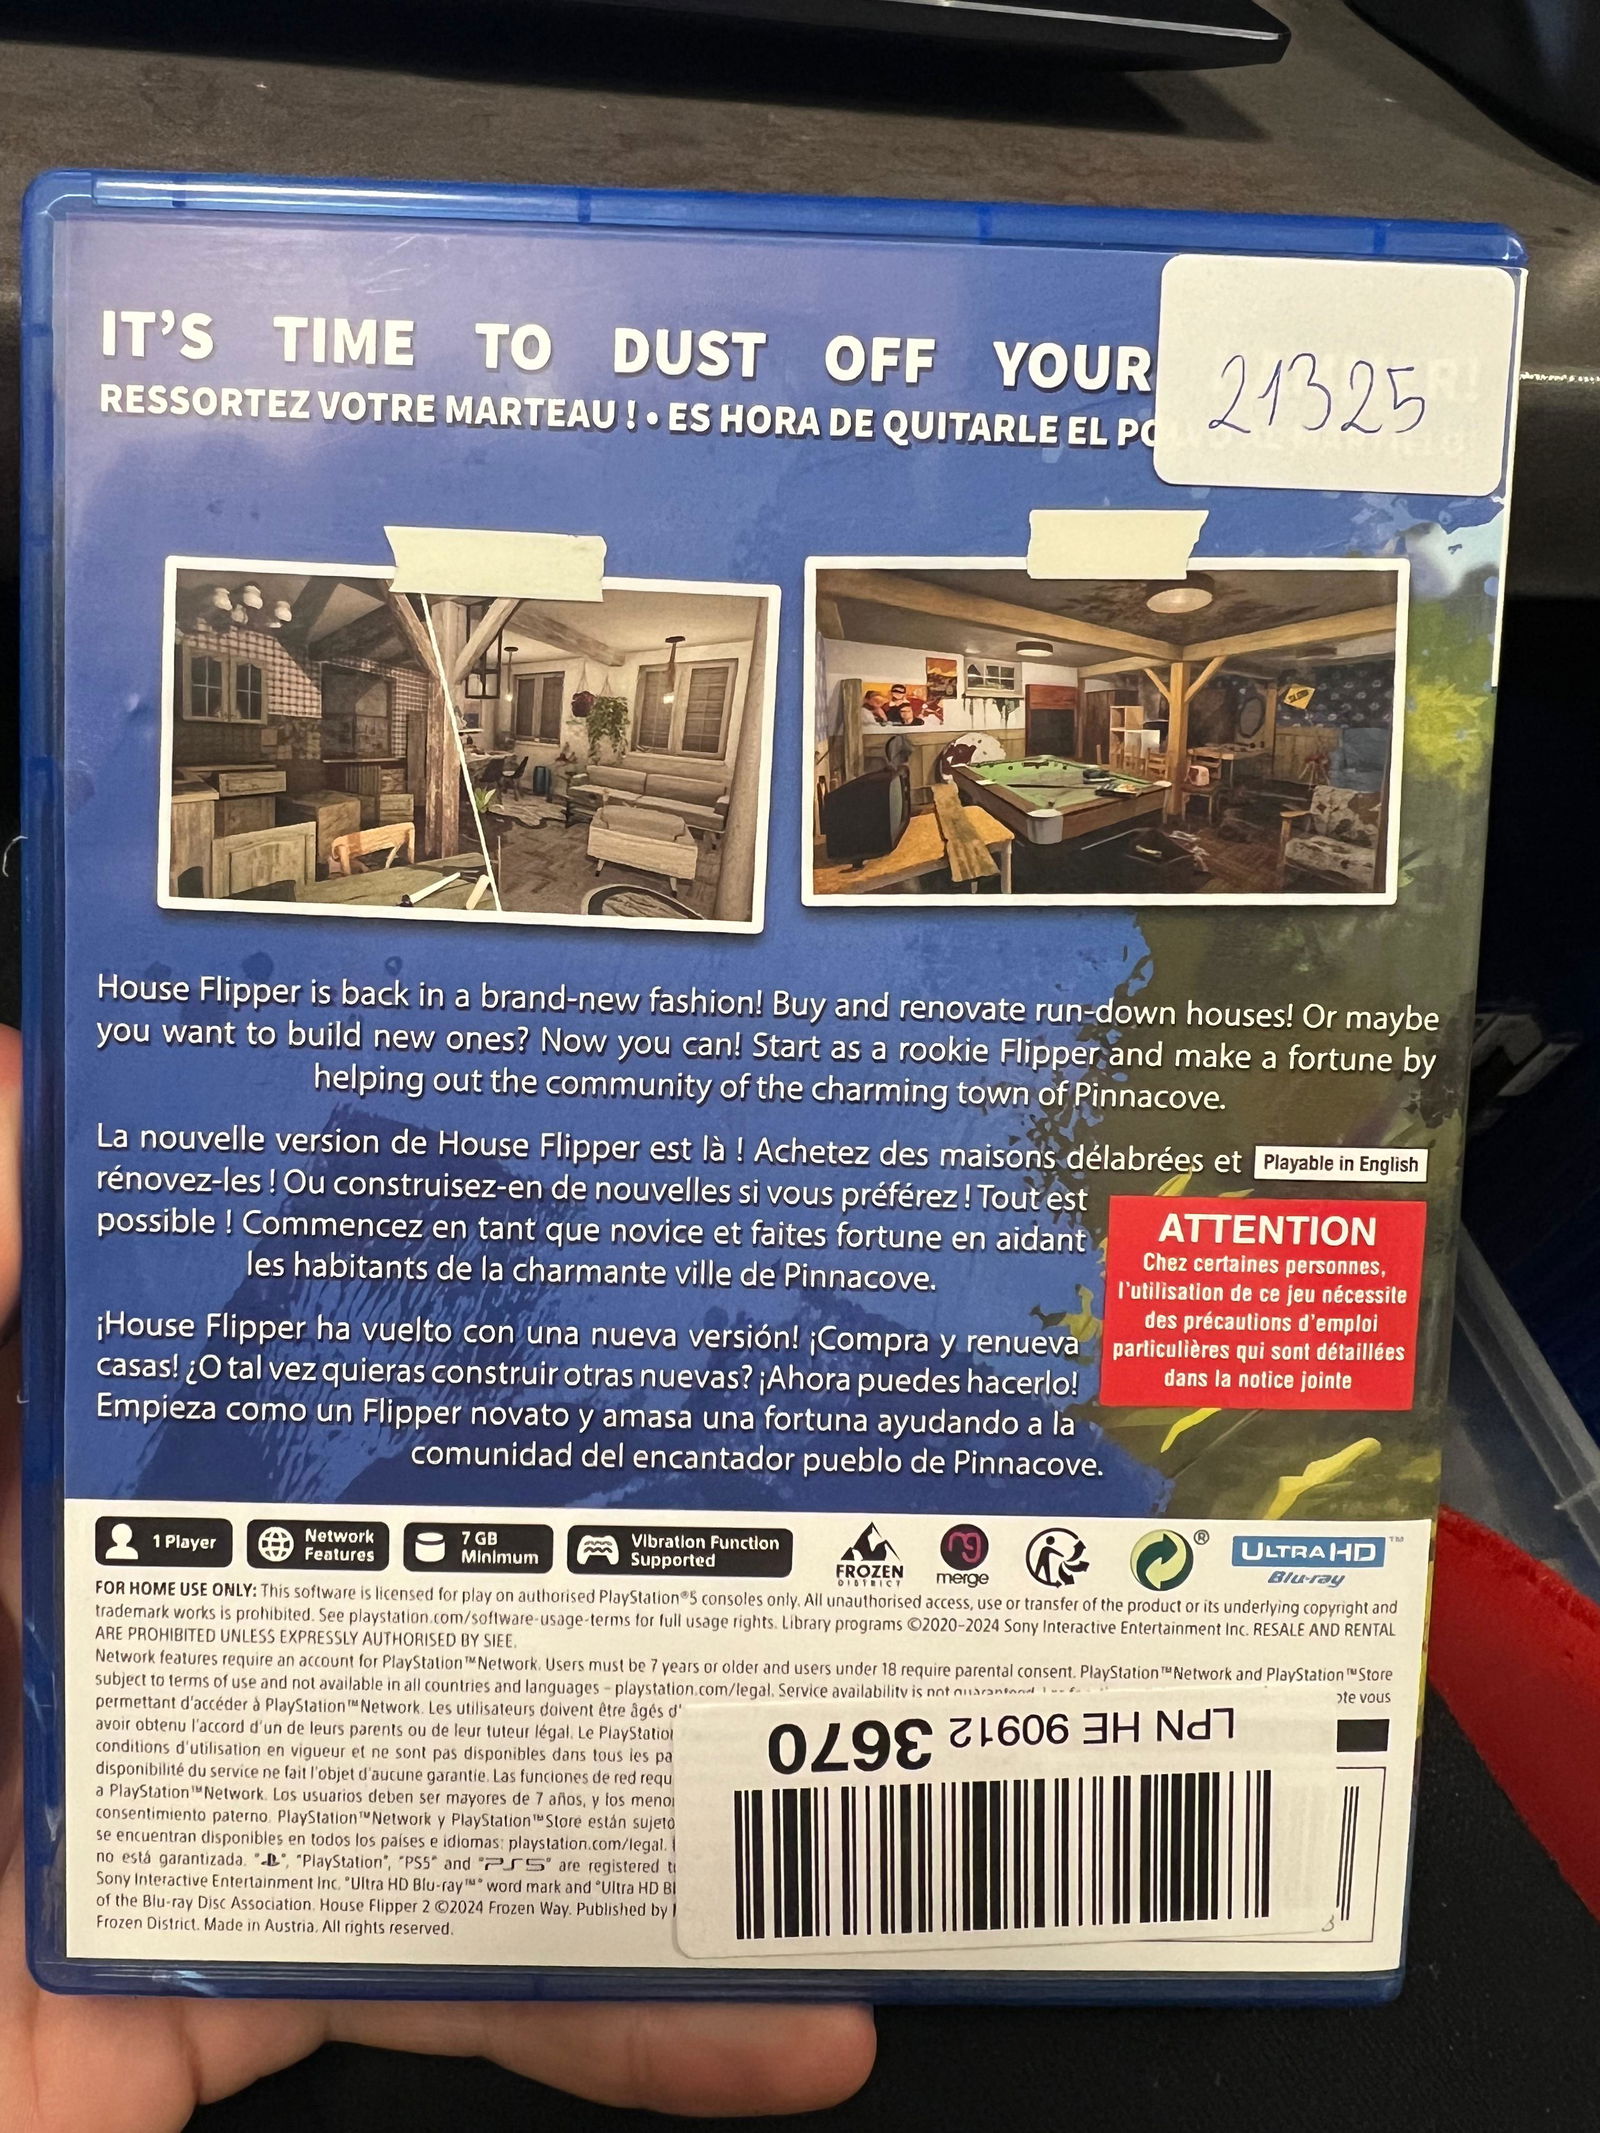 IT'S TIME TO DUST OFF YOUR
RESSORTEZ VOTRE MARTEAU ! • ES HORA DE QUITARLE EL
21325
House Flipper is back in a brand-new fashion! Buy and renovate run-down houses! Or maybe
you want to build new ones? Now you can! Start as a rookie Flipper and make a fortune by
helping out the community of the charming town of Pinnacove.
La nouvelle version de House Flipper est là ! Achetez des maisons délabrées et
rénovez-les ! Ou construisez-en de nouvelles si vous préférez ! Tout est
possible ! Commencez en tant que novice et faites fortune en aidant
les habitants de la charmante ville de Pinnacove.
Playable in English
ATTENTION
Chez certaines personnes,
l'utilisation de ce jeu nécessite
des précautions d'emploi
particulières qui sont détaillées
dans la notice jointe
¡House Flipper ha vuelto con una nueva versión! ¡Compra y renueva
casas! ¿O tal vez quieras construir otras nuevas? ¡Ahora puedes hacerlo!
Empieza como un Flipper novato y amasa una fortuna ayudando a la
comunidad del encantador pueblo de Pinnacove.
1 Player
Network
Features
7 GB
Minimum
Vibration Function
Supported
FROZEN
DISTRICT
merge
®
ULTRA HD ™
Blu-ray
FOR HOME USE ONLY: This software is licensed for play on authorised PlayStation®5 consoles only. All unauthorised access, use or transfer of the product or its underlying copyright and
trademark works is prohibited. See playstation.com/software-usage-terms for full usage rights. Library programs ©2020-2024 Sony Interactive Entertainment Inc. RESALE AND RENTAL
ARE PROHIBITED UNLESS EXPRESSLY AUTHORISED BY SIEE.
Network features require an account for PlayStation™Network. Users must be 7 years or older and users under 18 require parental consent. PlayStation™Network and PlayStation™Store
subject to terms of use and not available in all countries and languages – playstation.com/legal. Service availability is not
permettant d'accéder à PlayStation™Network. Les utilisateurs doivent être âgés vous
avoir obtenu l'accord d'un de leurs parents ou de leur tuteur légal. Le
conditions d'utilisation en vigueur et ne sont pas disponibles dans tous les
disponibilité du service ne fait l'objet d'aucune garantie. Las funciones de red
a PlayStation™Network. Los usuarios deben ser mayores de 7 años, y los
consentimiento paterno. PlayStation™Network y PlayStation™Store están
se encuentran disponibles en todos los países e idiomas: playstation.com/legal.
no está garantizada. "", "PlayStation", "PS5" and "PS5" are registered
Sony Interactive Entertainment Inc. "Ultra HD Blu-ray™" word mark and "Ultra HD
of the Blu-ray Disc Association. House Flipper 2 ©2024 Frozen Way. Published by
Frozen District. Made in Austria. All rights reserved.
LPN HE 90912 3670